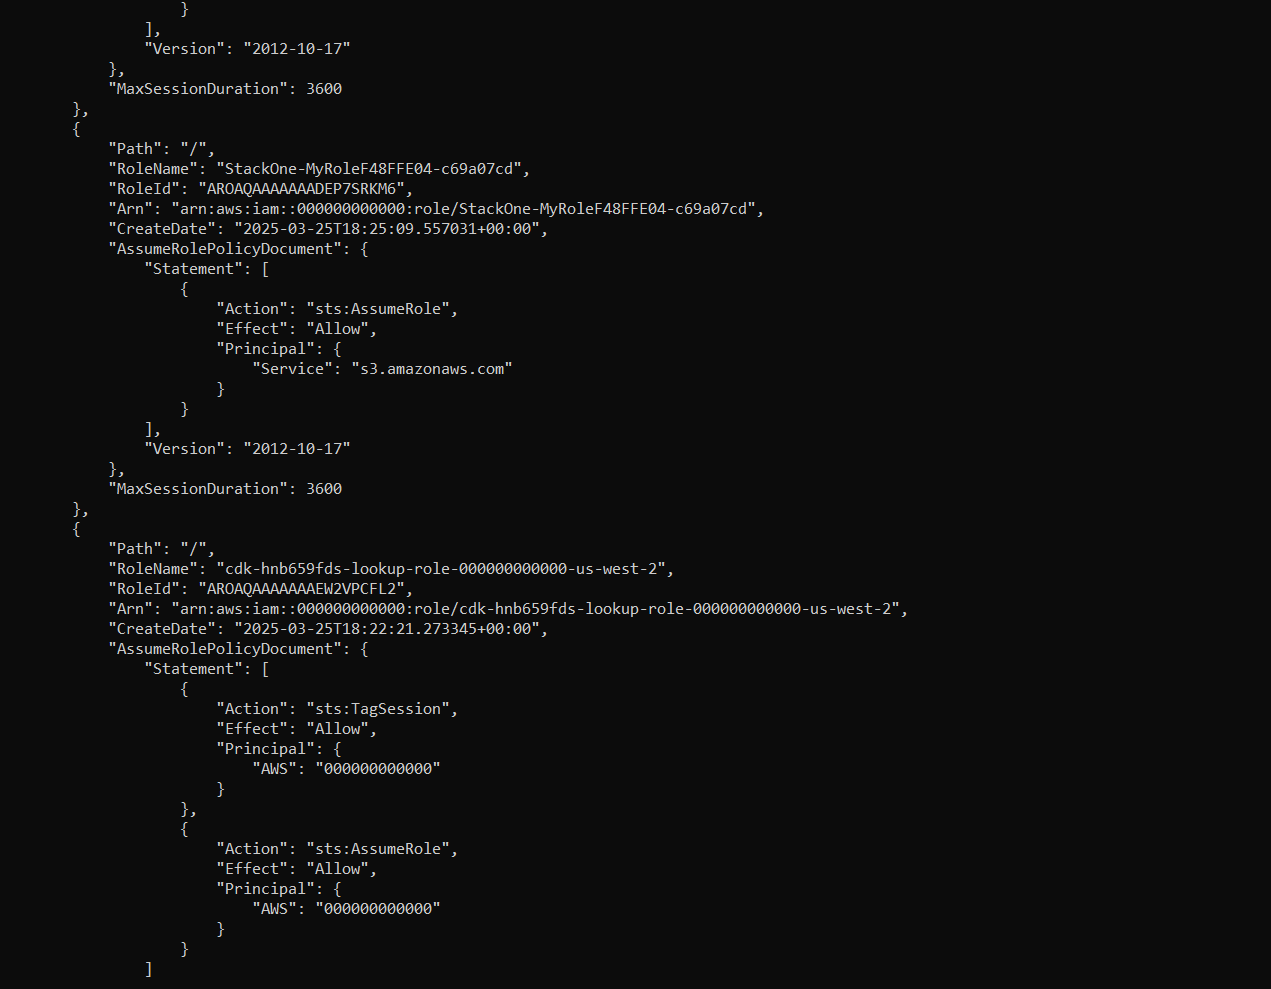 }
        ],
        "Version": "2012-10-17"
    },
    "MaxSessionDuration": 3600
},
{
    "Path": "/",
    "RoleName": "StackOne-MyRoleF48FFE04-c69a07cd",
    "RoleId": "AROAQAAAAAAADEP7SRKM6",
    "Arn": "arn:aws:iam::000000000000:role/StackOne-MyRoleF48FFE04-c69a07cd",
    "CreateDate": "2025-03-25T18:25:09.557031+00:00",
    "AssumeRolePolicyDocument": {
        "Statement": [
            {
                "Action": "sts:AssumeRole",
                "Effect": "Allow",
                "Principal": {
                    "Service": "s3.amazonaws.com"
                }
            }
        ],
        "Version": "2012-10-17"
    },
    "MaxSessionDuration": 3600
},
{
    "Path": "/",
    "RoleName": "cdk-hnb659fds-lookup-role-000000000000-us-west-2",
    "RoleId": "AROAQAAAAAAAEW2VPCFL2",
    "Arn": "arn:aws:iam::000000000000:role/cdk-hnb659fds-lookup-role-000000000000-us-west-2",
    "CreateDate": "2025-03-25T18:22:21.273345+00:00",
    "AssumeRolePolicyDocument": {
        "Statement": [
            {
                "Action": "sts:TagSession",
                "Effect": "Allow",
                "Principal": {
                    "AWS": "000000000000"
                }
            },
            {
                "Action": "sts:AssumeRole",
                "Effect": "Allow",
                "Principal": {
                    "AWS": "000000000000"
                }
            }
        ]